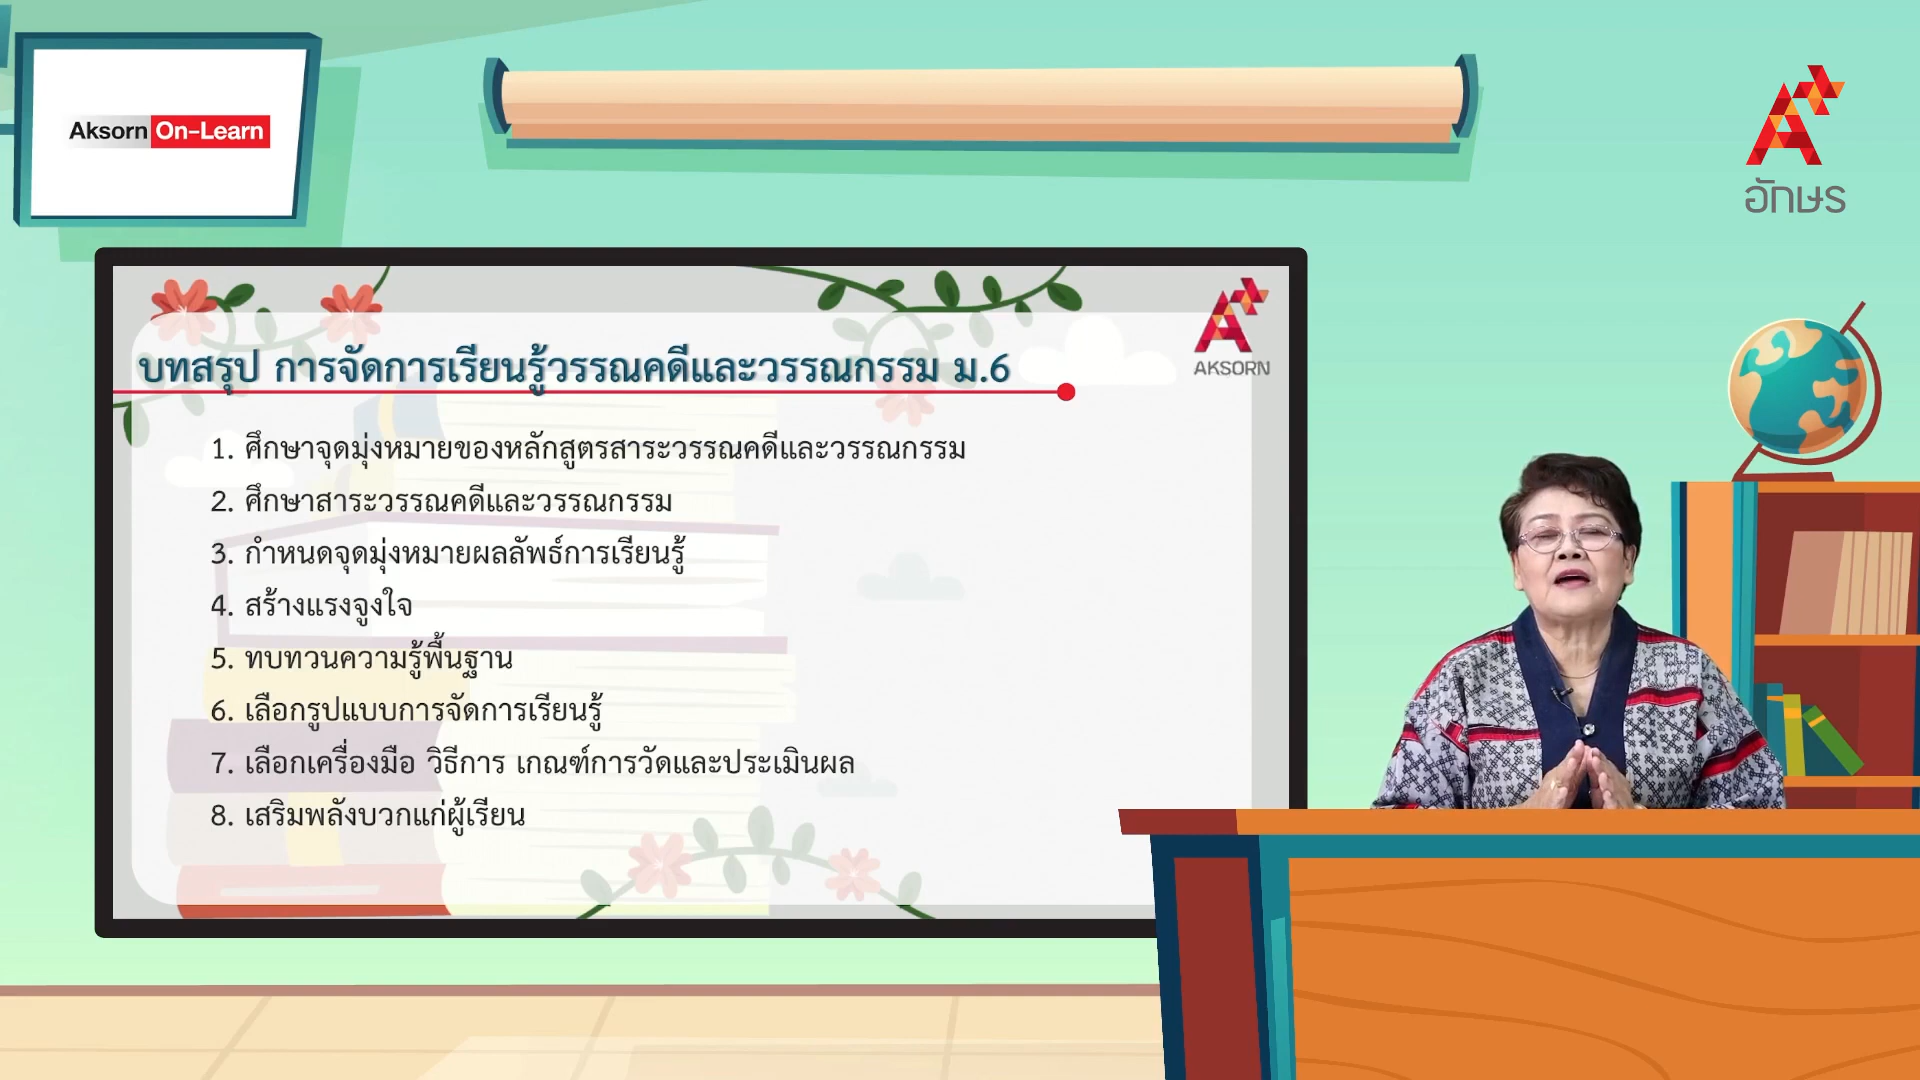 Aksorn On-Learn
อักษร
AKSORN
บทสรุป การจัดการเรียนรู้วรรณคดีและวรรณกรรม ม.6
1. ศึกษาจุดมุ่งหมายของหลักสูตรสาระวรรณคดีและวรรณกรรม
2. ศึกษาสาระวรรณคดีและวรรณกรรม
3. กำหนดจุดมุ่งหมายผลลัพธ์การเรียนรู้
4. สร้างแรงจูงใจ
5. ทบทวนความรู้พื้นฐาน
6. เลือกรูปแบบการจัดการเรียนรู้
7. เลือกเครื่องมือ วิธีการ เกณฑ์การวัดและประเมินผล
8. เสริมพลังบวกแก่ผู้เรียน